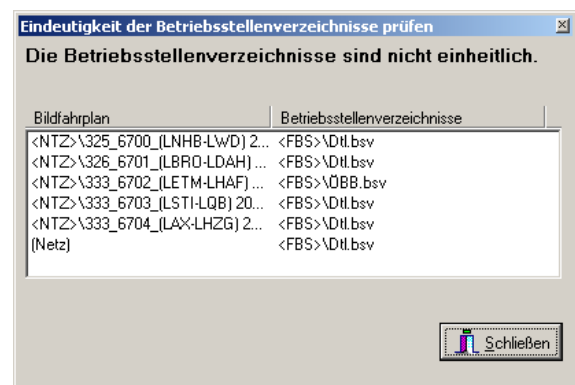 Eindeutigkeit der Betriebsstellenverzeichnisse prüfen
Die Betriebsstellenverzeichnisse sind nicht einheitlich.
Bildfahrplan Betriebsstellenverzeichnisse
<NTZ>\325_6700_(LNHB-LWD) 2... <FBS>\Dtl.bsv
<NTZ>\326_6701_(LBRO-LDAH) ... <FBS>\Dtl.bsv
<NTZ>\333_6702_(LETM-LHAF) ... <FBS>\ÖBB.bsv
<NTZ>\333_6703_(LSTI-LQB) 20... <FBS>\Dtl.bsv
<NTZ>\333_6704_(LAX-LHZG) 2... <FBS>\Dtl.bsv
(Netz) <FBS>\Dtl.bsv
Schließen